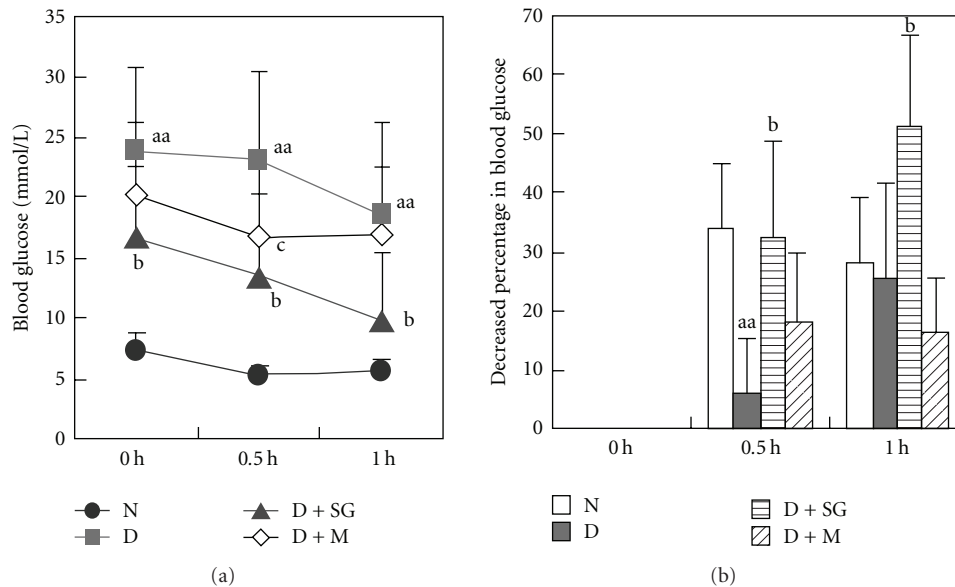 Blood glucose (mmol/L)
35
30
25
20
15
10
5
0
aa
aa
aa
c
b
b
b
0 h
0.5 h
1 h
N
D + SG
D
D + M
(a)
Decreased percentage in blood glucose
70
60
50
40
30
20
10
0
b
b
aa
0 h
0.5 h
1 h
N
D + SG
D
D + M
(b)